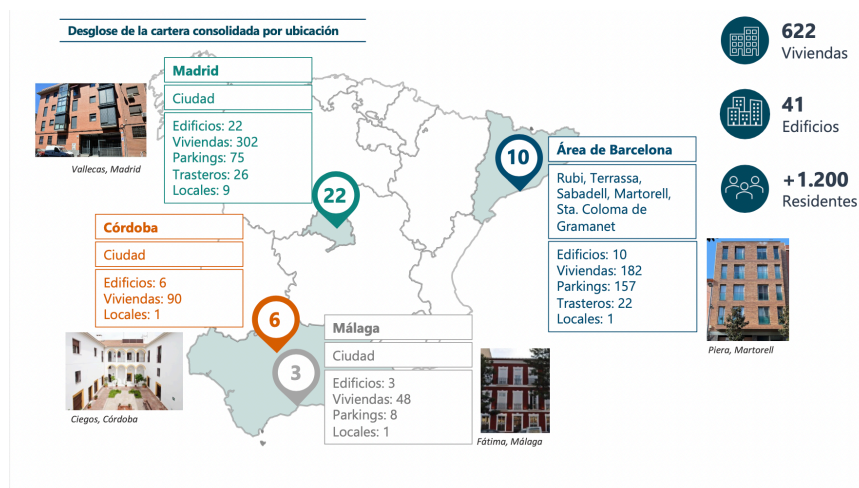 Desglose de la cartera consolidada por ubicación
622
Viviendas
41
Edificios
+1.200
Residentes
Madrid
Ciudad
Edificios: 22
Viviendas: 302
Parkings: 75
Trasteros: 26
Locales: 9
Vallecas, Madrid
22
10
Área de Barcelona
Rubi, Terrassa,
Sabadell, Martorell,
Sta. Coloma de
Gramanet
Edificios: 10
Viviendas: 182
Parkings: 157
Trasteros: 22
Locales: 1
Piera, Martorell
Córdoba
Ciudad
Edificios: 6
Viviendas: 90
Locales: 1
6
Ciegos, Córdoba
3
Málaga
Ciudad
Edificios: 3
Viviendas: 48
Parkings: 8
Locales: 1
Fátima, Málaga